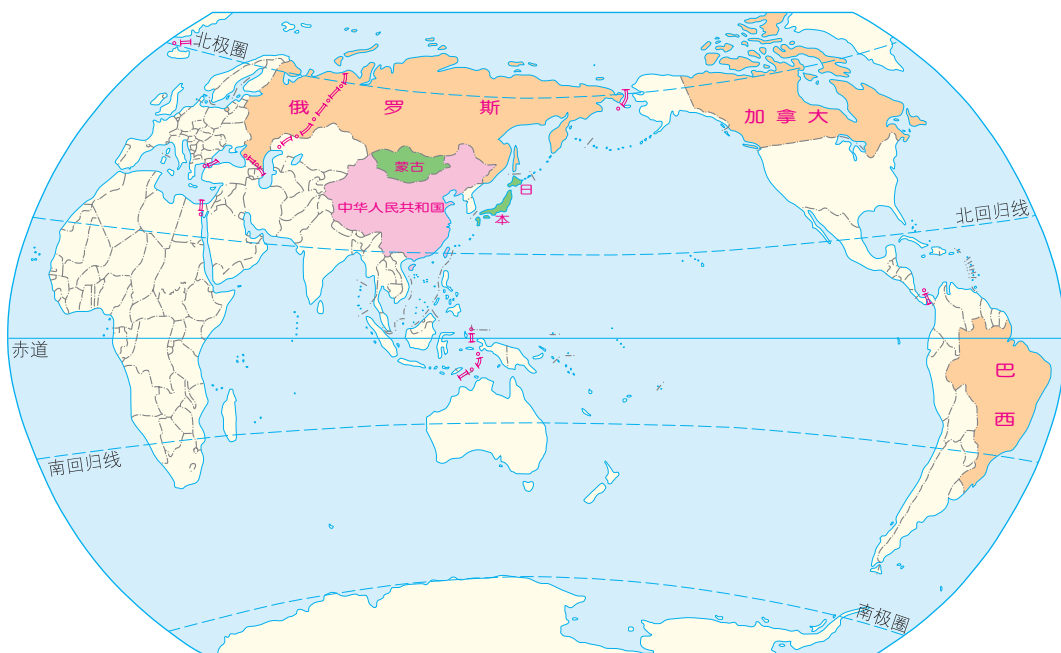 北极圈
俄罗斯
加拿大
蒙古
中华人民共和国
日本
北回归线
赤道
巴西
南回归线
南极圈